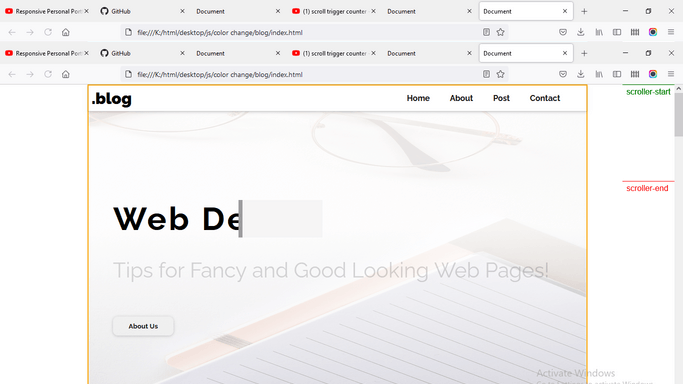 Responsive Personal Port
GitHub
Document
(1) scroll trigger counter
Document
Document
file:///K:/html/desktop/js/color change/blog/index.html
Responsive Personal Port
GitHub
Document
(1) scroll trigger counter
Document
Document
file:///K:/html/desktop/js/color change/blog/index.html
.blog
Home About Post Contact
scroller-start
scroller-end
Web De
Tips for Fancy and Good Looking Web Pages!
About Us
Activate Windows